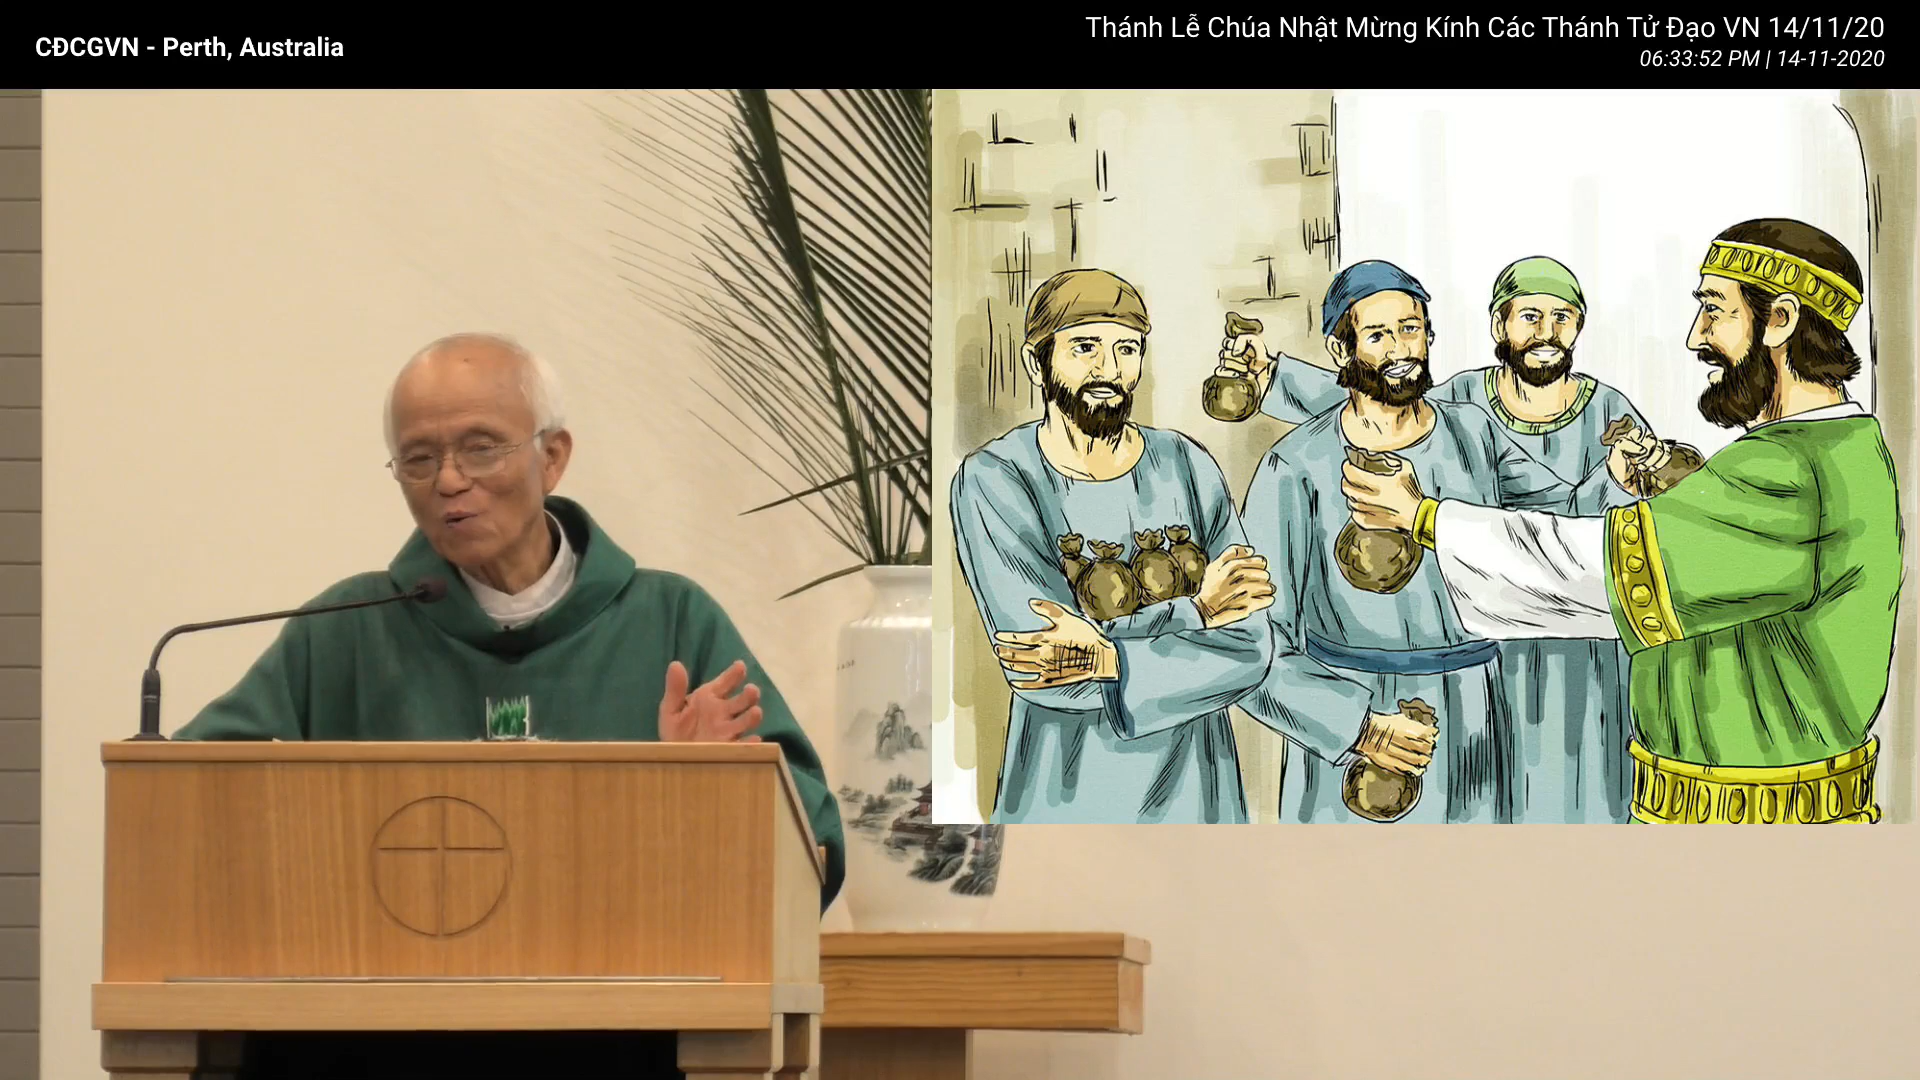 CĐCGVN - Perth, Australia
Thánh Lễ Chúa Nhật Mừng Kính Các Thánh Tử Đạo VN 14/11/20
06:33:52 PM | 14-11-2020